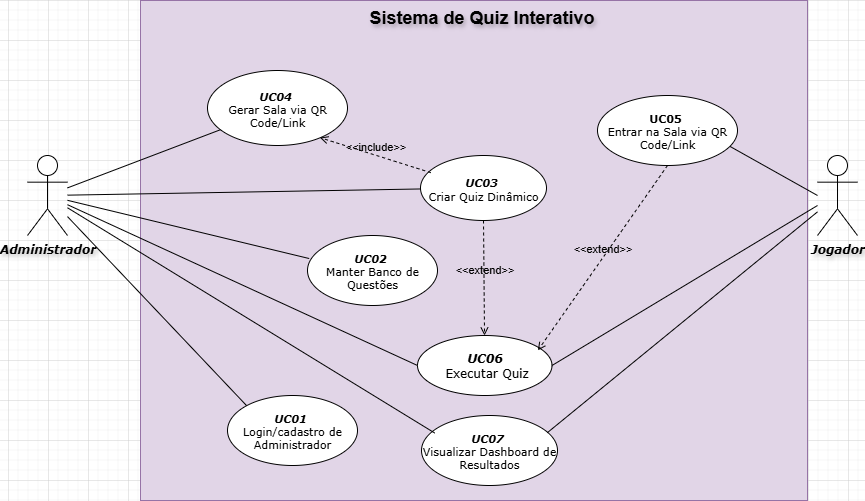 Sistema de Quiz Interativo
UC04
Gerar Sala via QR
Code/Link
UC05
Entrar na Sala via QR
Code/Link
<<include>>
UC03
Criar Quiz Dinâmico
Administrador
Jogador
UC02
Manter Banco de
Questões
<<extend>>
<<extend>>
UC06
Executar Quiz
UC01
Login/cadastro de
Administrador
UC07
Visualizar Dashboard de
Resultados